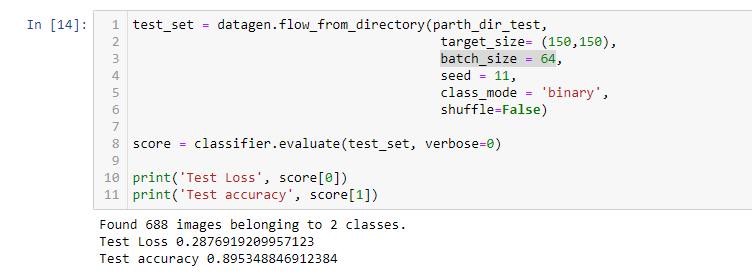 In [14]:
1 test_set = datagen.flow_from_directory(parth_dir_test,
2 target_size= (150,150),
3 batch_size = 64,
4 seed = 11,
5 class_mode = 'binary',
6 shuffle=False)
7
8 score = classifier.evaluate(test_set, verbose=0)
9
10 print('Test Loss', score[0])
11 print('Test accuracy', score[1])
Found 688 images belonging to 2 classes.
Test Loss 0.2876919209957123
Test accuracy 0.895348846912384